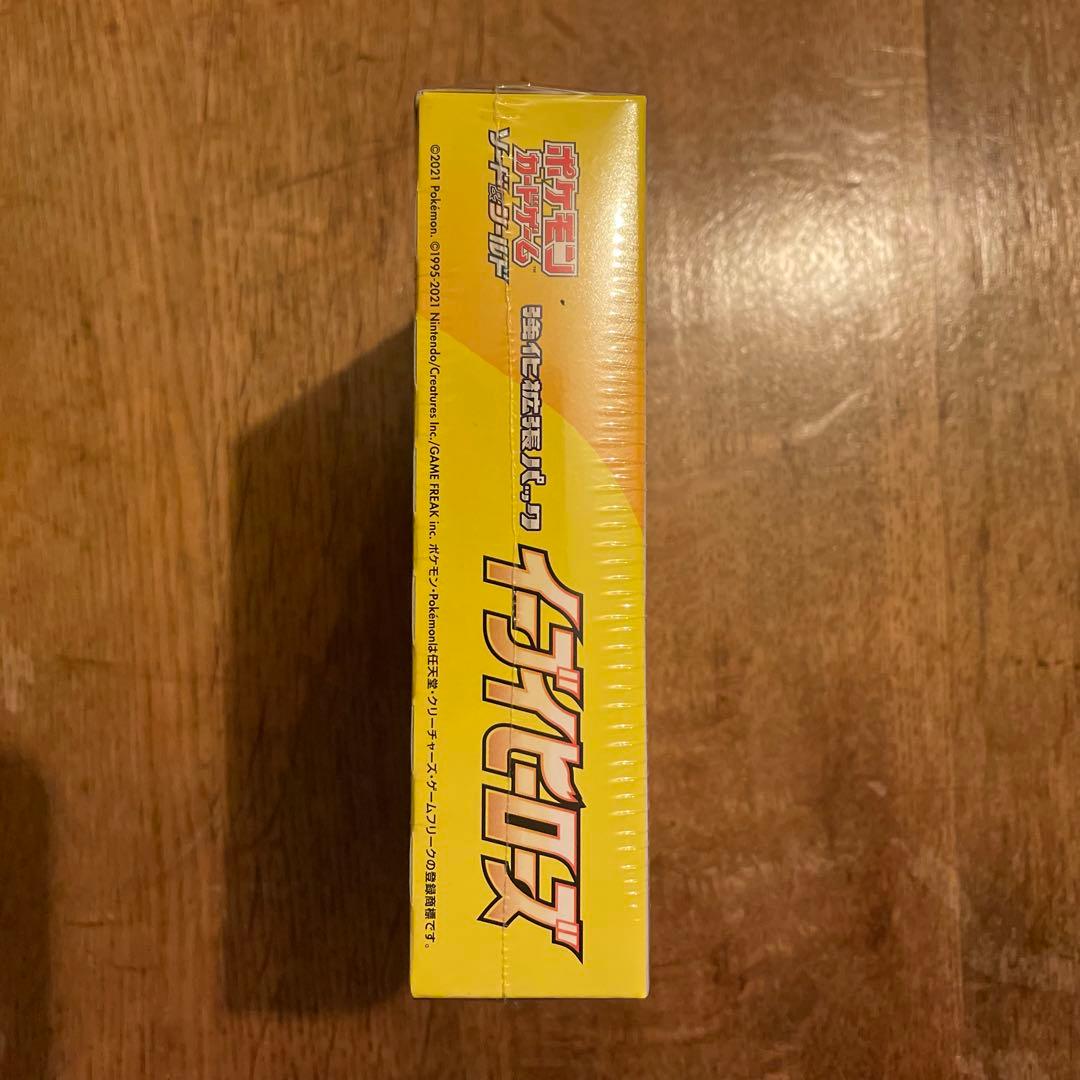 ポケモン
カードゲーム™
ソード&シールド
強化拡張パック
イーブイヒーローズ
©2021 Pokémon. ©1995-2021 Nintendo/Creatures Inc./GAME FREAK inc. ポケモン・Pokémonは任天堂・クリーチャーズ・ゲームフリークの登録商標です。